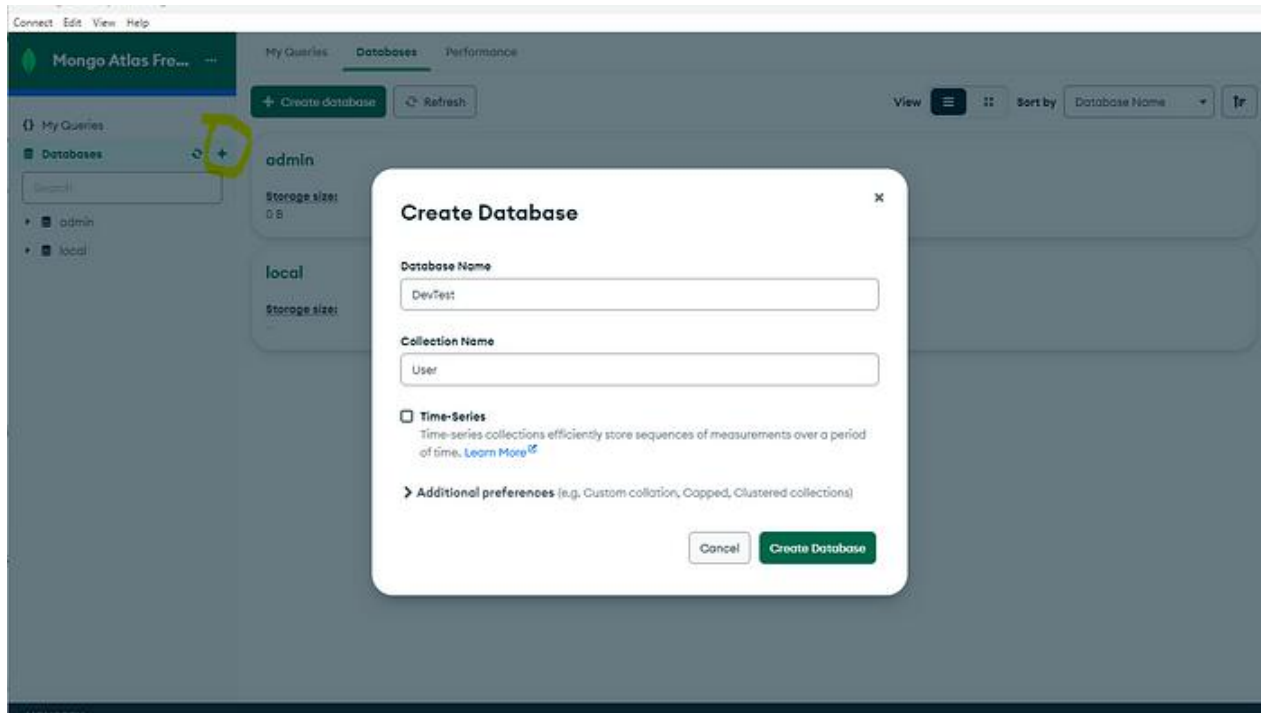 Connect Edit View Help
Mongo Atlas Fre... ...
My Queries Databases Performance
+ Create database Refresh
View Sort by Database Name
{} My Queries
Databases
Search
admin
local
admin
Storage size:
0 B
local
Storage size:
Create Database
Database Name
DevTest
Collection Name
User
Time-Series
Time-series collections efficiently store sequences of measurements over a period
of time. Learn More
Additional preferences (e.g. Custom collation, Capped, Clustered collections)
Cancel Create Database